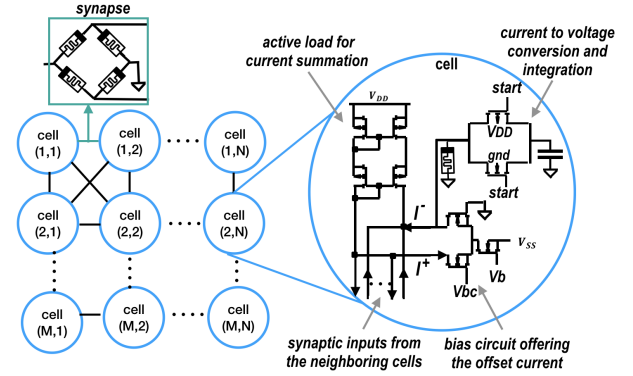 synapse
active load for
current summation
current to voltage
conversion and
integration
cell
start
VDD
VDD
gnd
start
cell
(1,1)
cell
(1,2)
cell
(1,N)
cell
(2,1)
cell
(2,2)
cell
(2,N)
I-
I+
VSS
Vb
Vbc
cell
(M,1)
cell
(M,2)
cell
(M,N)
synaptic inputs from
the neighboring cells
bias circuit offering
the offset current